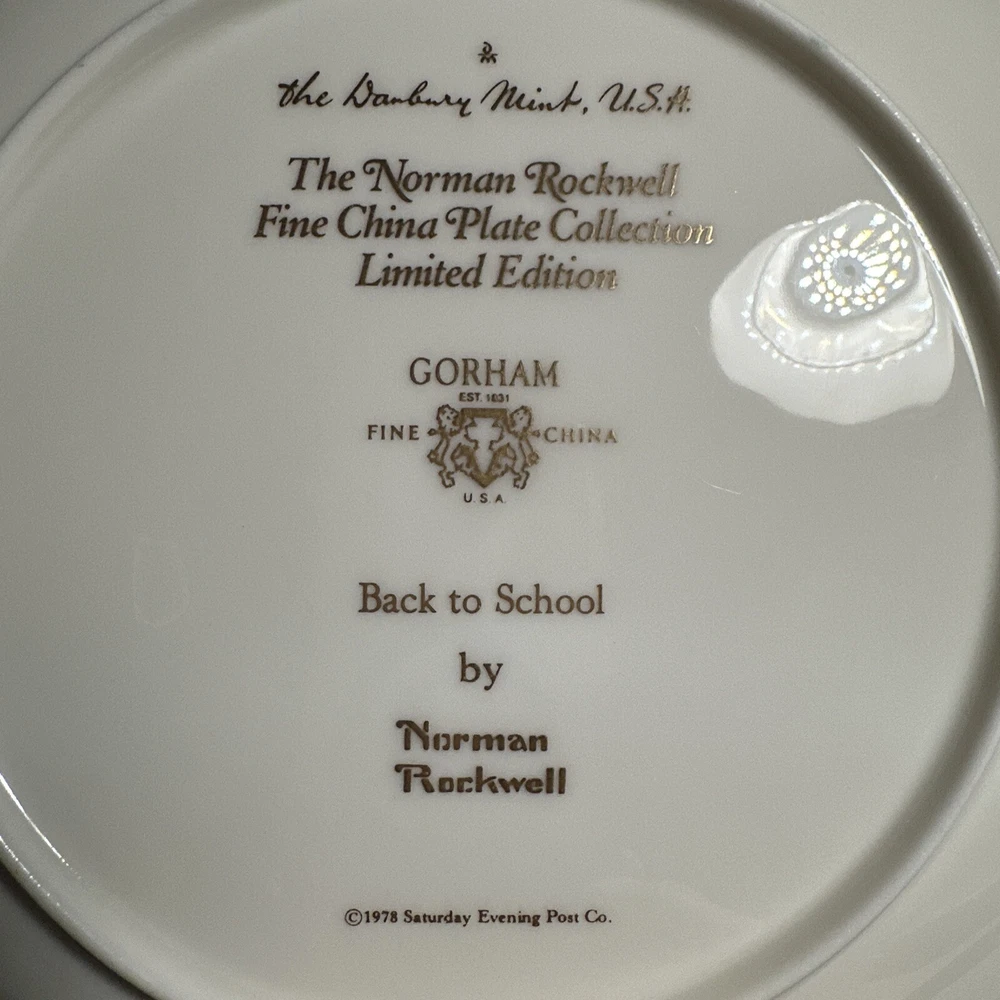 the Danbury Mint, U.S.A.
The Norman Rockwell
Fine China Plate Collection
Limited Edition
GORHAM
EST. 1831
FINE CHINA
U.S.A.
Back to School
by
Norman
Rockwell
©1978 Saturday Evening Post Co.